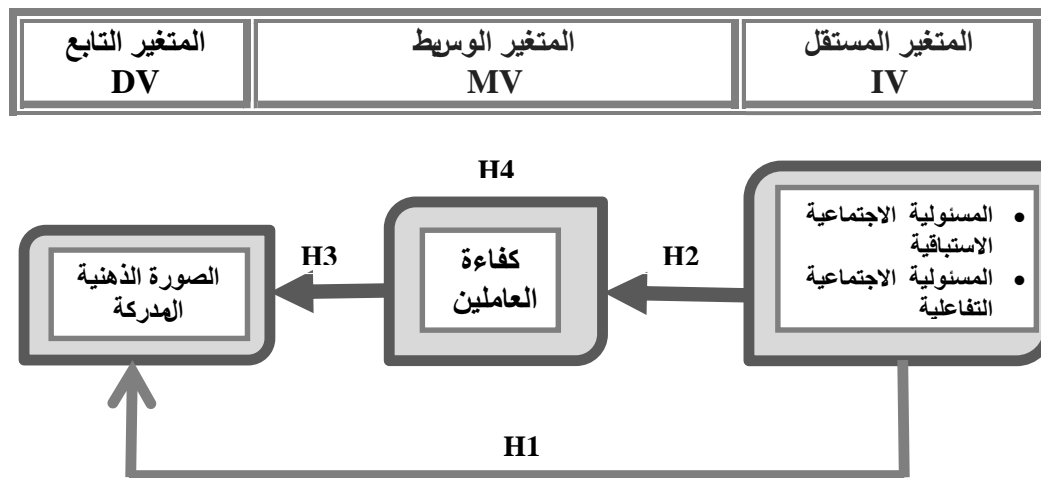 المتغير المستقل
IV
المتغير الوسيط
MV
المتغير التابع
DV
H4
• المسئولية الاجتماعية
الاستباقية
• المسئولية الاجتماعية
التفاعلية
H2
كفاءة
العاملين
H3
الصورة الذهنية
المدركة
H1